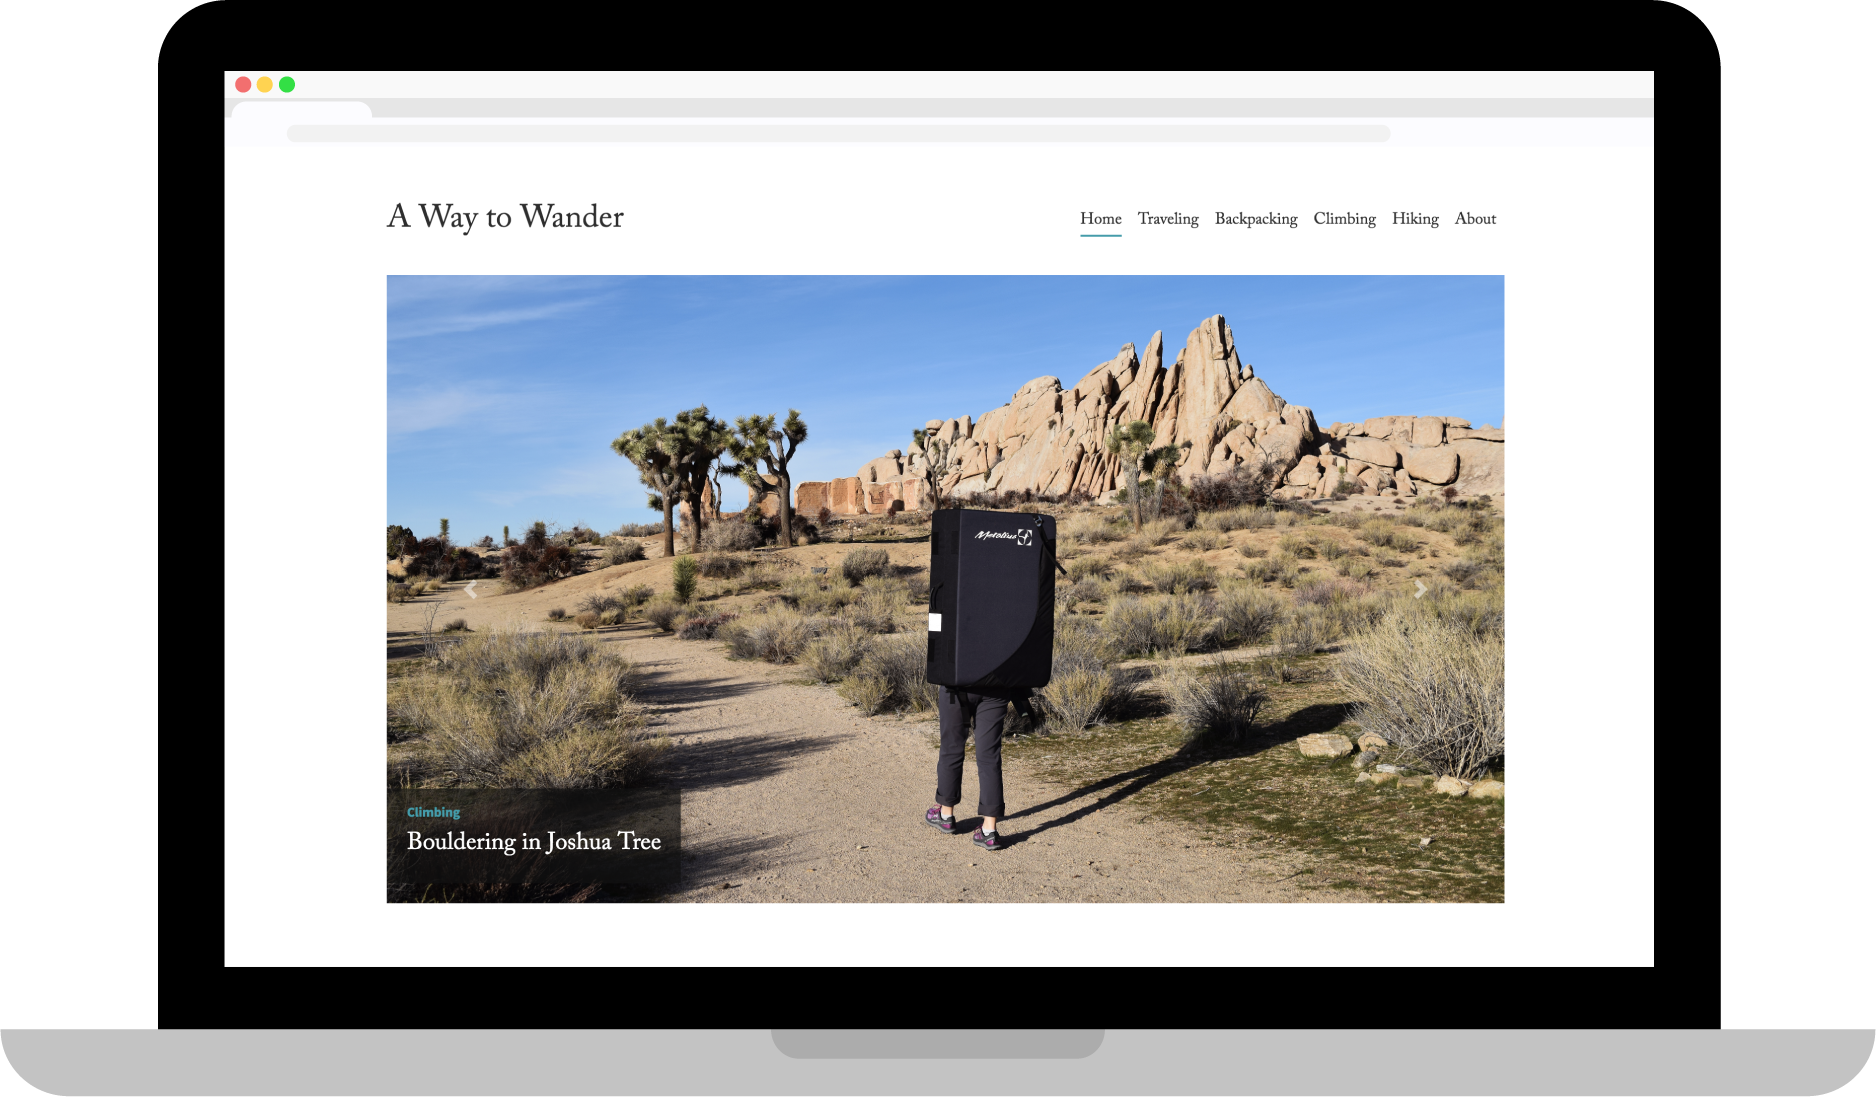 A Way to Wander
Home Traveling Backpacking Climbing Hiking About
Metolius
Climbing
Bouldering in Joshua Tree